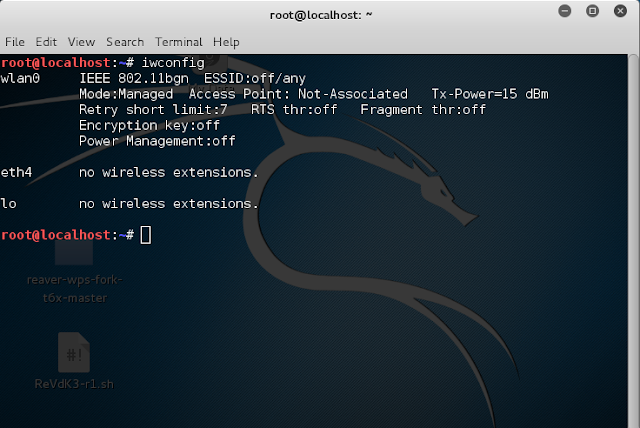 root@localhost: ~
File Edit View Search Terminal Help
root@localhost:~# iwconfig
wlan0     IEEE 802.11bgn  ESSID:off/any
          Mode:Managed  Access Point: Not-Associated   Tx-Power=15 dBm
          Retry short limit:7   RTS thr:off   Fragment thr:off
          Encryption key:off
          Power Management:off
eth4      no wireless extensions.
lo        no wireless extensions.
root@localhost:~#
reaver-wps-fork-
t6x-master
#!
ReVdK3-r1.sh